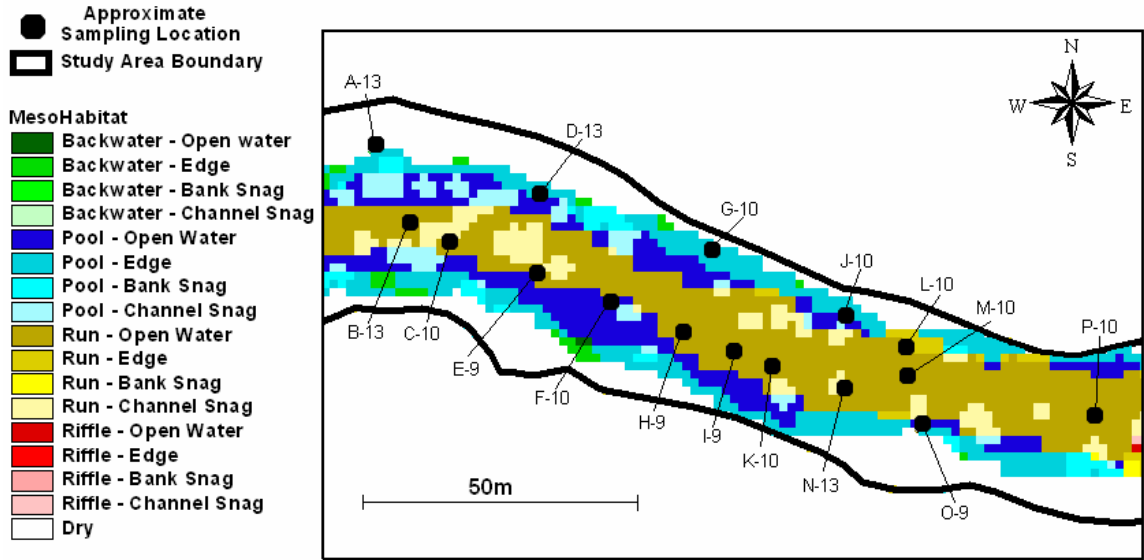 Approximate
Sampling Location
Study Area Boundary
MesoHabitat
Backwater - Open water
Backwater - Edge
Backwater - Bank Snag
Backwater - Channel Snag
Pool - Open Water
Pool - Edge
Pool - Bank Snag
Pool - Channel Snag
Run - Open Water
Run - Edge
Run - Bank Snag
Run - Channel Snag
Riffle - Open Water
Riffle - Edge
Riffle - Bank Snag
Riffle - Channel Snag
Dry
N
W E
S
A-13
D-13
G-10
J-10
L-10
M-10
P-10
B-13
C-10
E-9
F-10
H-9
I-9
K-10
N-13
O-9
50m